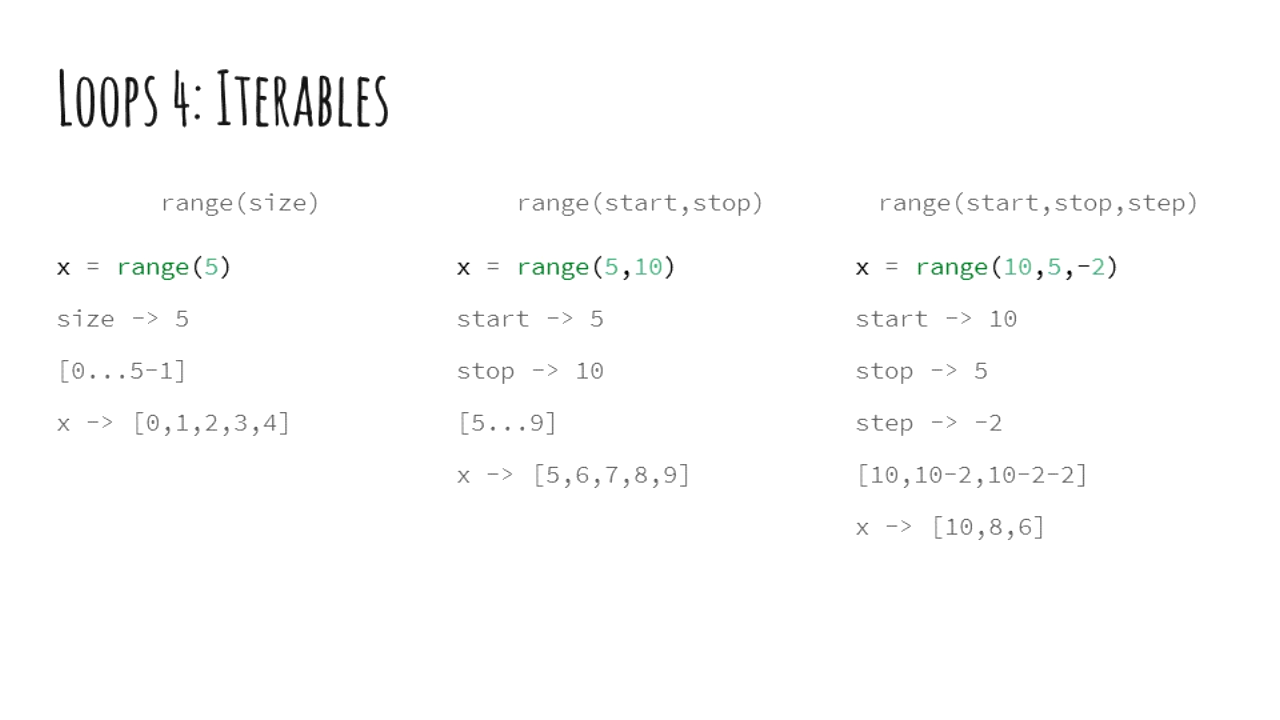 LOOPS 4: ITERABLES
range(size)
x = range(5)
size -> 5
[0...5-1]
x -> [0,1,2,3,4]
range(start,stop)
x = range(5,10)
start -> 5
stop -> 10
[5...9]
x -> [5,6,7,8,9]
range(start,stop,step)
x = range(10,5,-2)
start -> 10
stop -> 5
step -> -2
[10,10-2,10-2-2]
x -> [10,8,6]